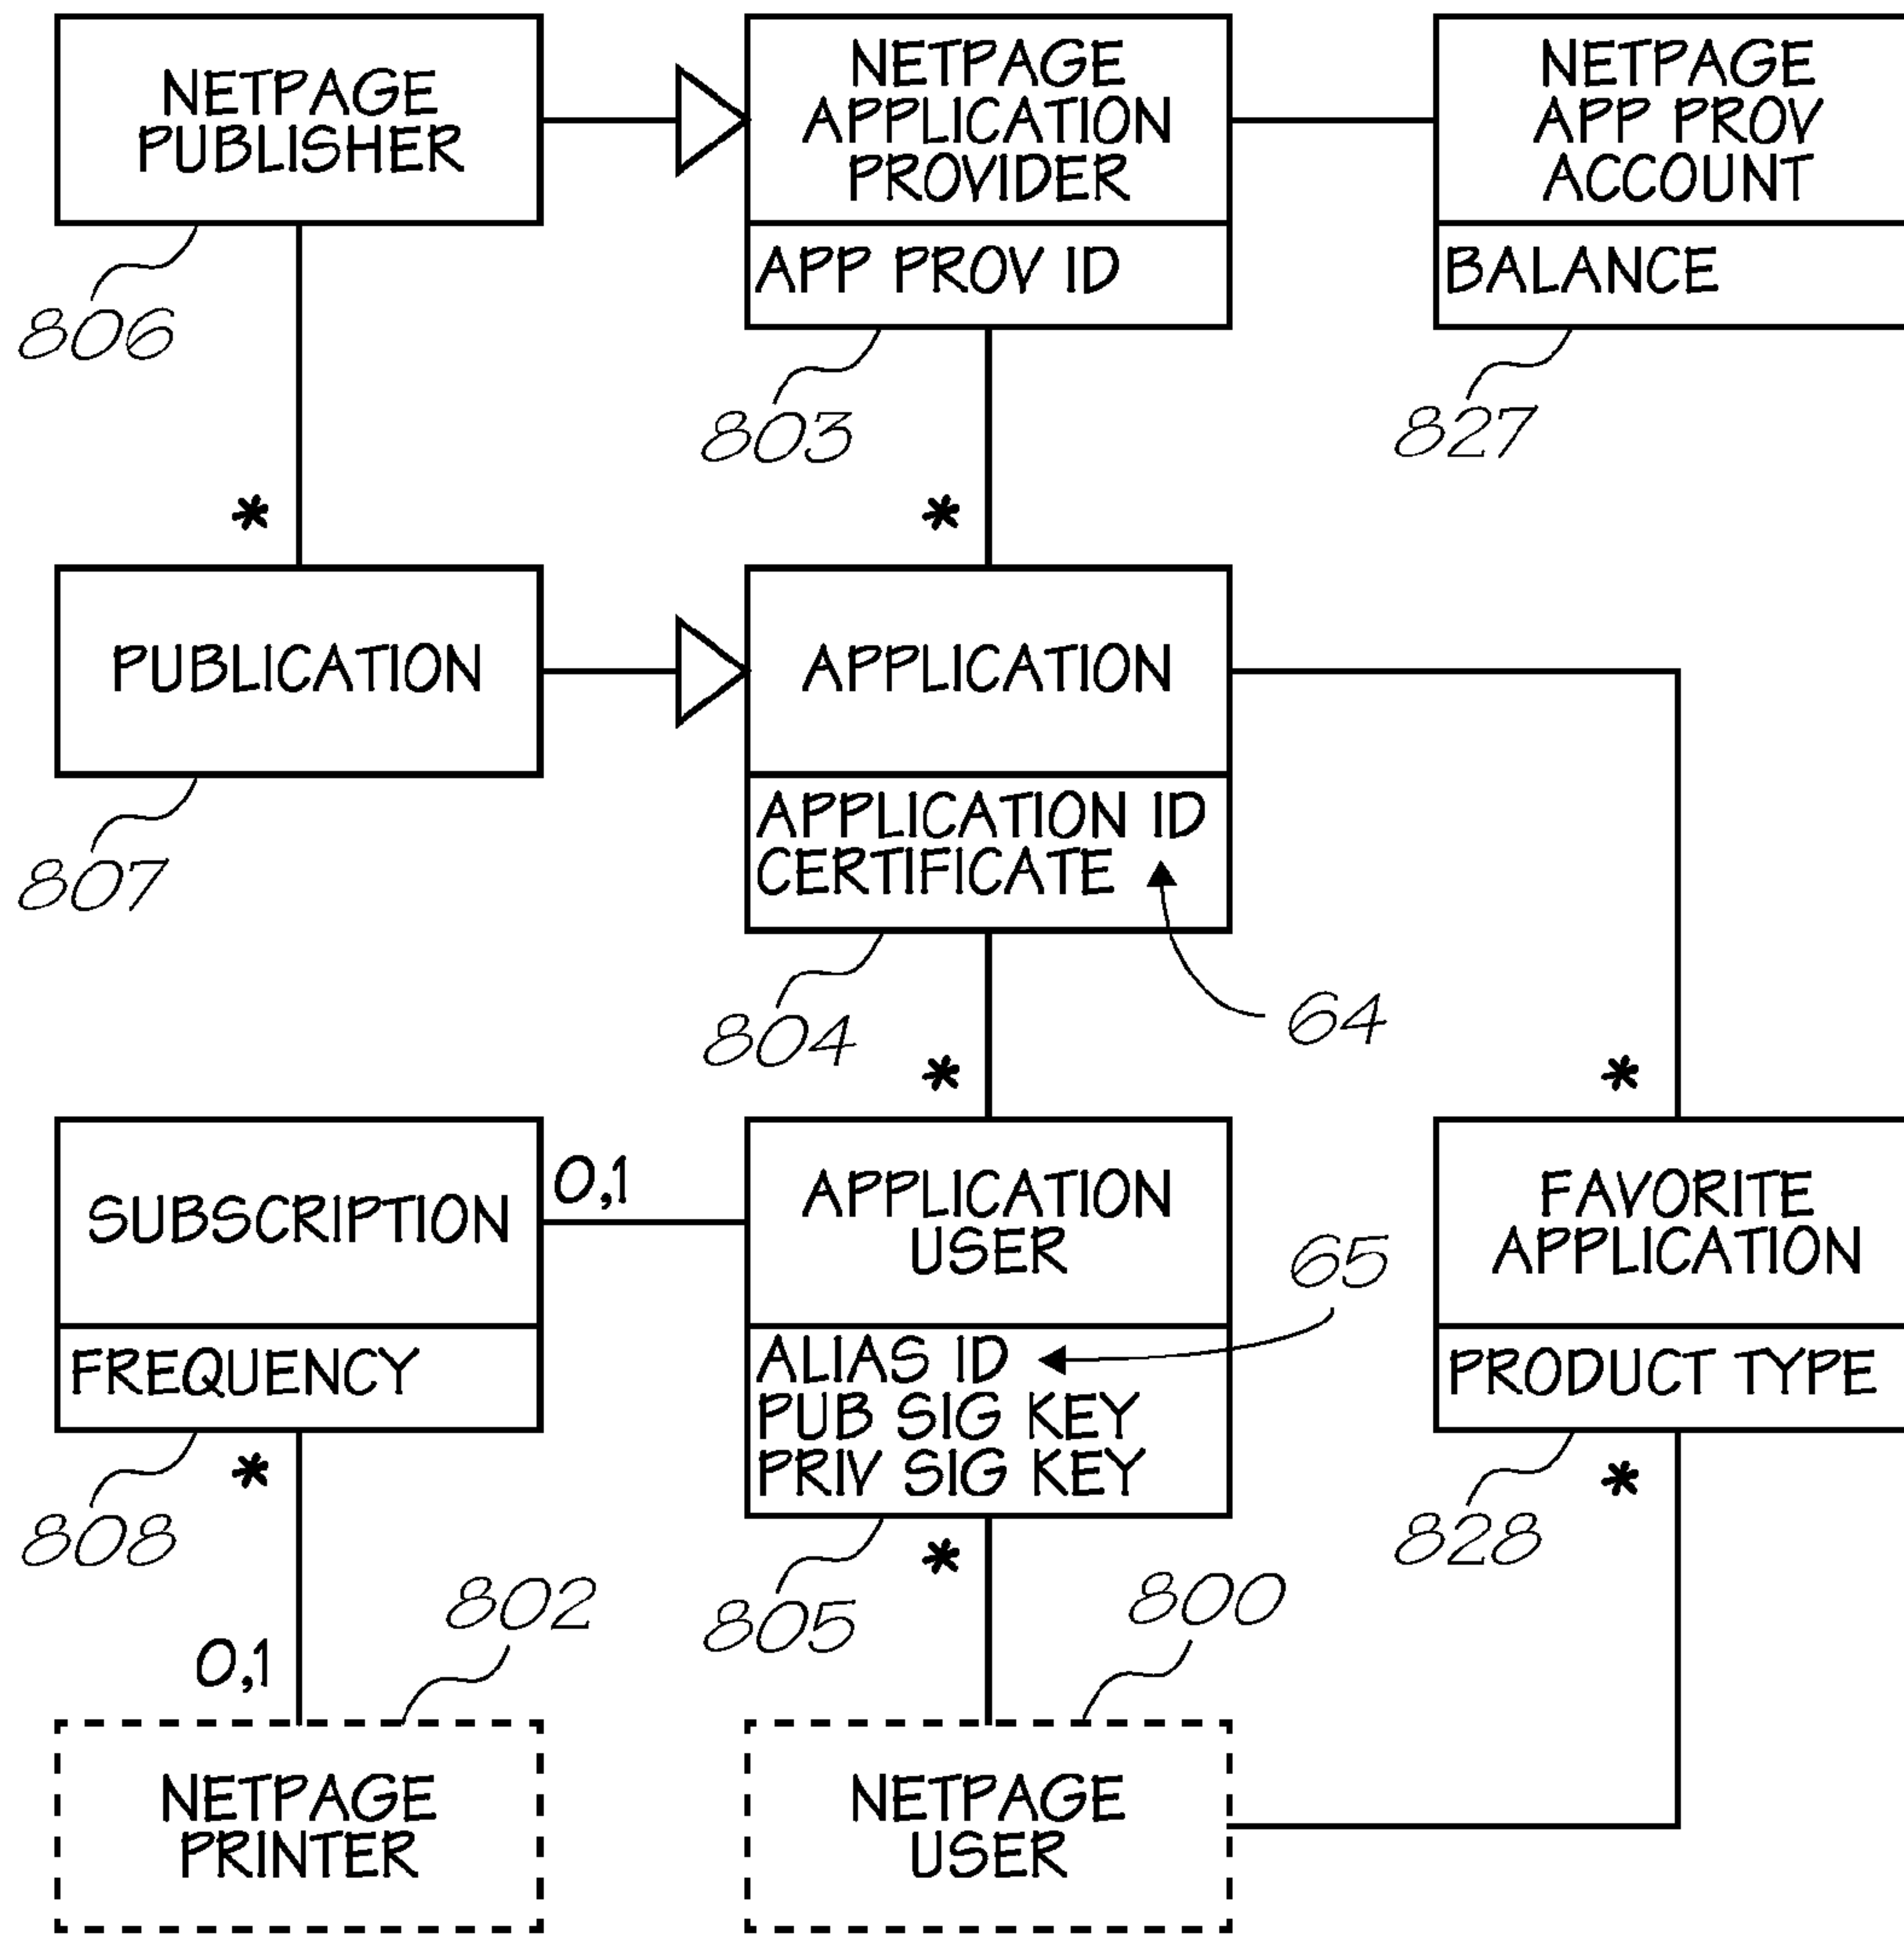 NETPAGE
PUBLISHER
806
NETPAGE
APPLICATION
PROVIDER
APP PROV ID
803
NETPAGE
APP PROV
ACCOUNT
BALANCE
827
*
*
PUBLICATION
807
APPLICATION
APPLICATION ID
CERTIFICATE
804
64
*
*
SUBSCRIPTION
0,1
FREQUENCY
808
*
APPLICATION
USER
65
ALIAS ID
PUB SIG KEY
PRIV SIG KEY
805
*
FAVORITE
APPLICATION
PRODUCT TYPE
828
*
802
0,1
800
NETPAGE
PRINTER
NETPAGE
USER